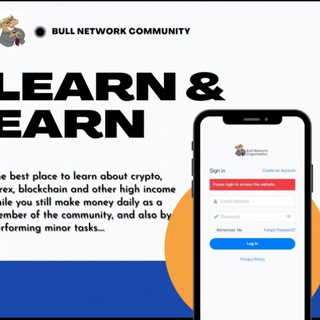 BULL NETWORK COMMUNITY
LEARN &
EARN
he best place to learn about crypto,
rex, blockchain and other high income
hile you still make money daily as a
ember of the community, and also by
erforming minor tasks....
Bull Network
Organization
Sign in
Create an Account
Please login to access this website
Email Address
Password
Remember Me
Forgot Password?
Log In
Privacy Policy